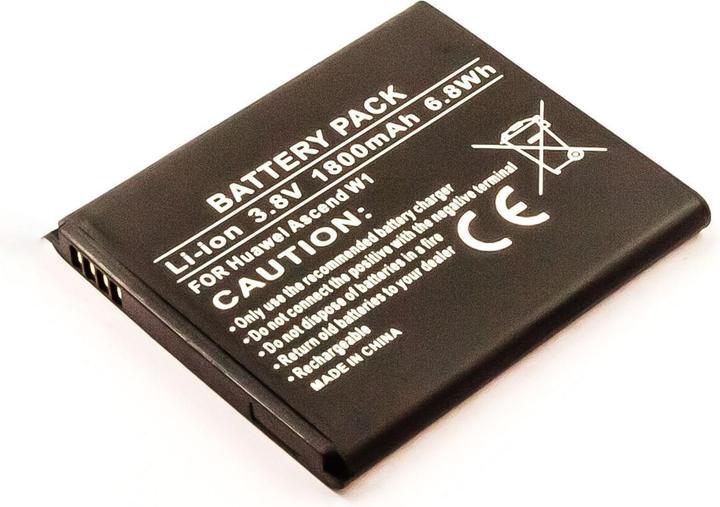 BATTERY PACK
Li-ion 3.8V 1800mAh 6.8Wh
FOR Huawei Ascend W1
CAUTION:
Only use the recommended battery charger
Do not connect the positive with the negative terminal
Do not dispose of batteries in a fire
Return old batteries to your dealer
Rechargeable
MADE IN CHINA
CE